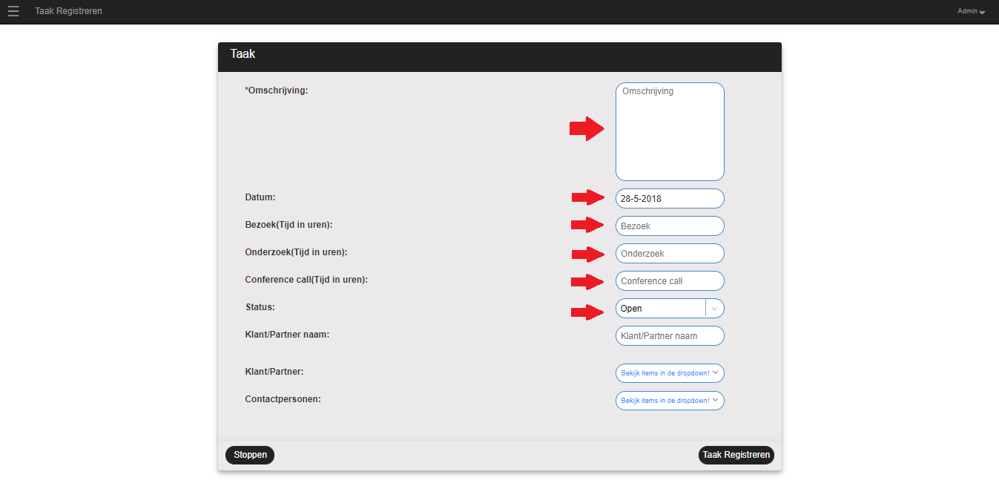 Taak Registreren
Admin
Taak
*Omschrijving:
Omschrijving
Datum:
28-5-2018
Bezoek(Tijd in uren):
Bezoek
Onderzoek(Tijd in uren):
Onderzoek
Conference call(Tijd in uren):
Conference call
Status:
Open
Klant/Partner naam:
Klant/Partner naam
Klant/Partner:
Bekijk items in de dropdown!
Contactpersonen:
Bekijk items in de dropdown!
Stoppen
Taak Registreren